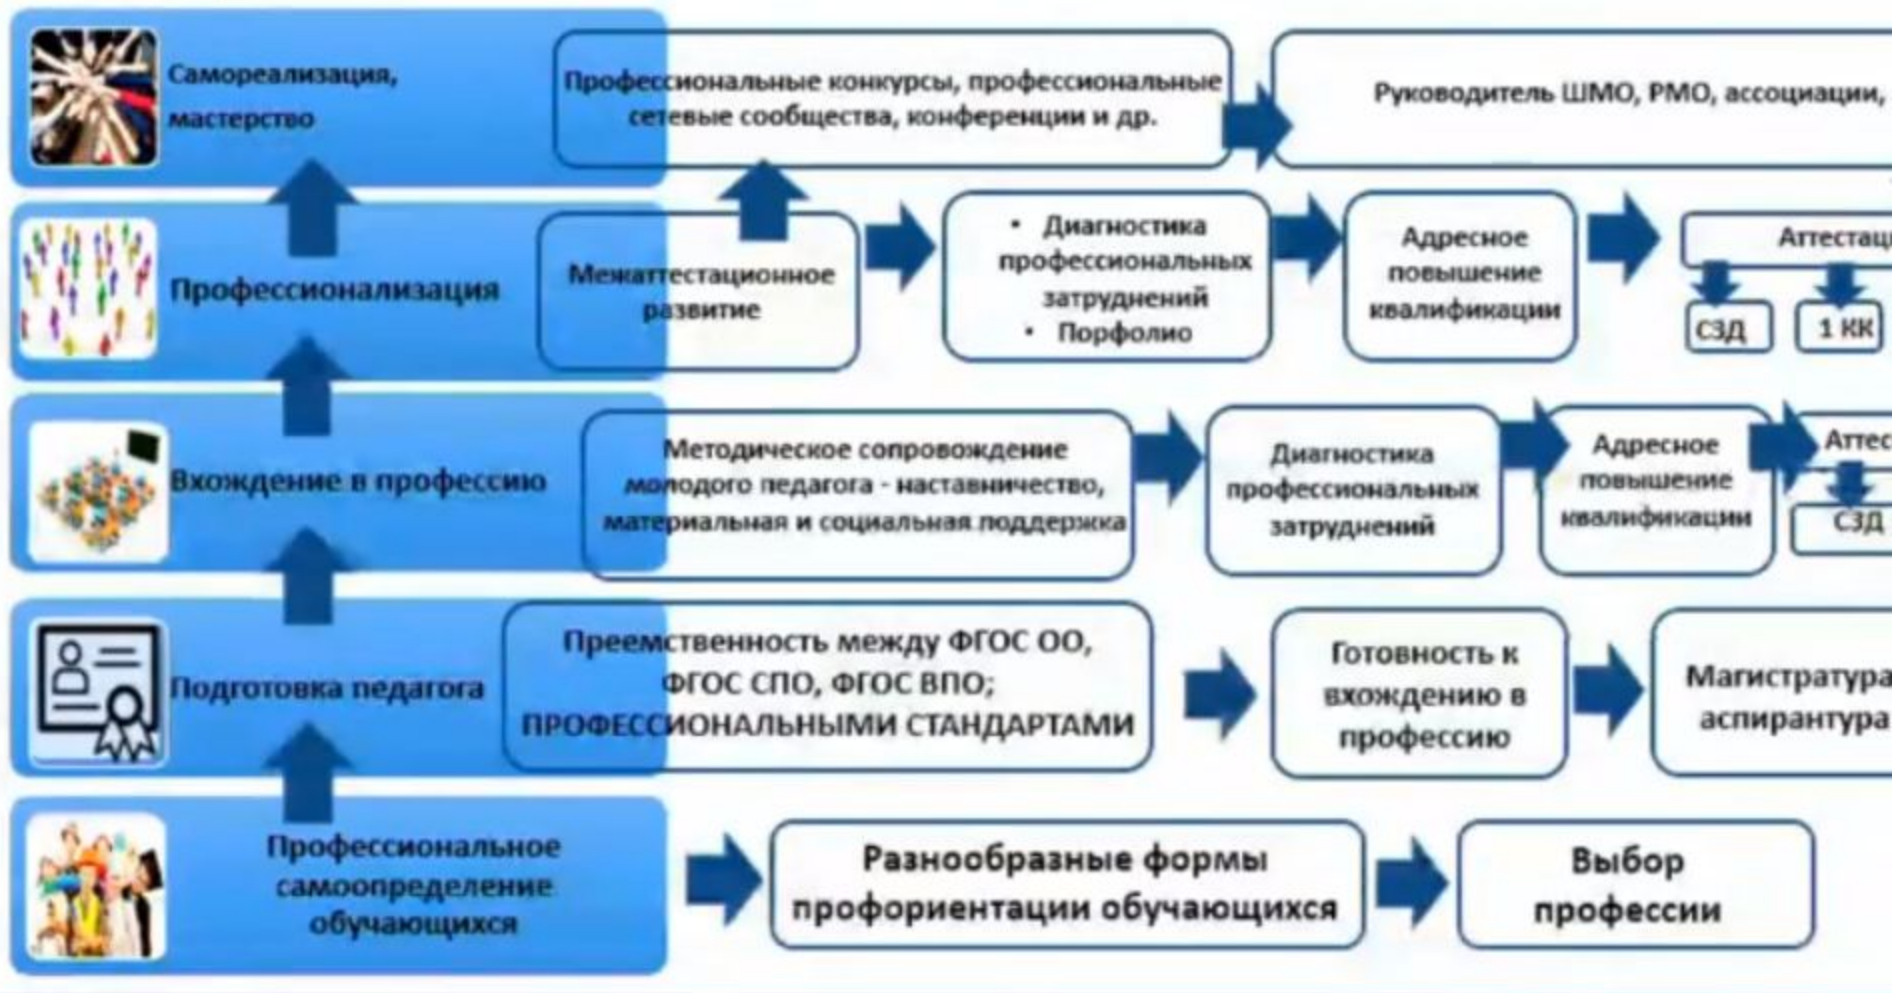 Самореализация,
мастерство
Профессиональные конкурсы, профессиональные
сетевые сообщества, конференции и др.
Руководитель ШМО, РМО, ассоциации,
Профессионализация
Межаттестационное
развитие
• Диагностика
профессиональных
затруднений
• Порфолио
Адресное
повышение
квалификации
Аттестац
СЗД
1 КК
Вхождение в профессию
Методическое сопровождение
молодого педагога - наставничество,
материальная и социальная поддержка
Диагностика
профессиональных
затруднений
Адресное
повышение
квалификации
Аттес
СЗД
Подготовка педагога
Преемственность между ФГОС ОО,
ФГОС СПО, ФГОС ВПО;
ПРОФЕССИОНАЛЬНЫМИ СТАНДАРТАМИ
Готовность к
вхождению в
профессию
Магистратура
аспирантура
Профессиональное
самоопределение
обучающихся
Разнообразные формы
профориентации обучающихся
Выбор
профессии